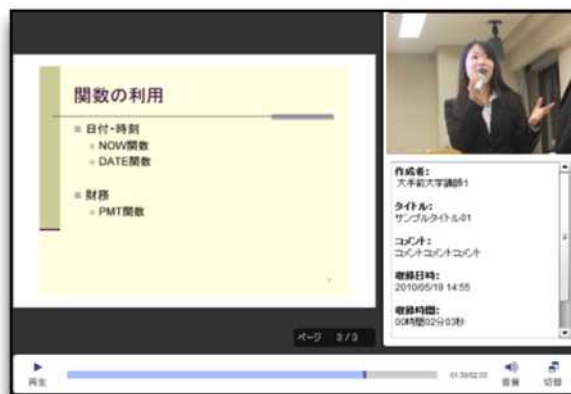 関数の利用
日付・時刻
NOW関数
DATE関数
財務
PMT関数
ページ 3/3
作成者:
大手前大学講師1
タイトル:
サンプルタイトル01
コメント:
コメントコメントコメント
収録日時:
2010/05/19 14:55
収録時間:
00時間02分03秒
再生
01:39/02:03
音量
切替